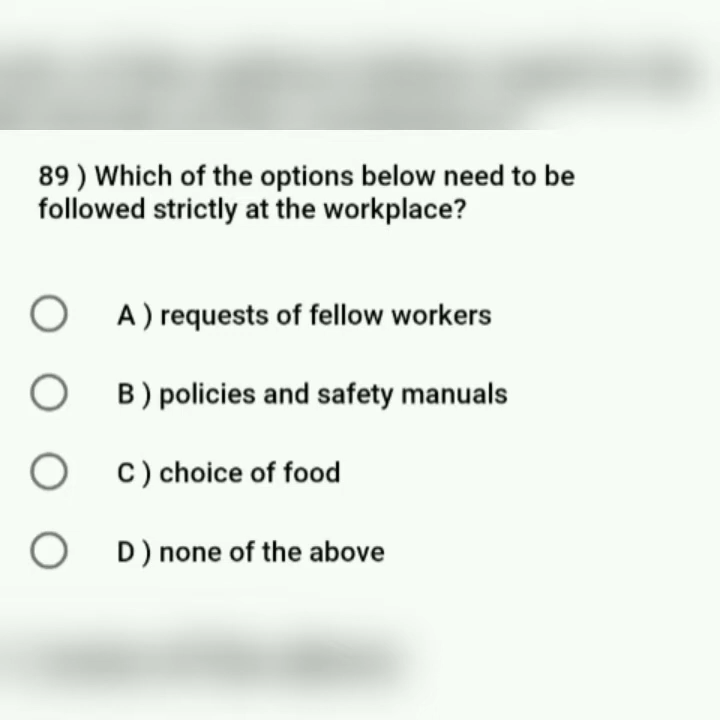 89 ) Which of the options below need to be
followed strictly at the workplace?
A ) requests of fellow workers
B ) policies and safety manuals
C ) choice of food
D ) none of the above